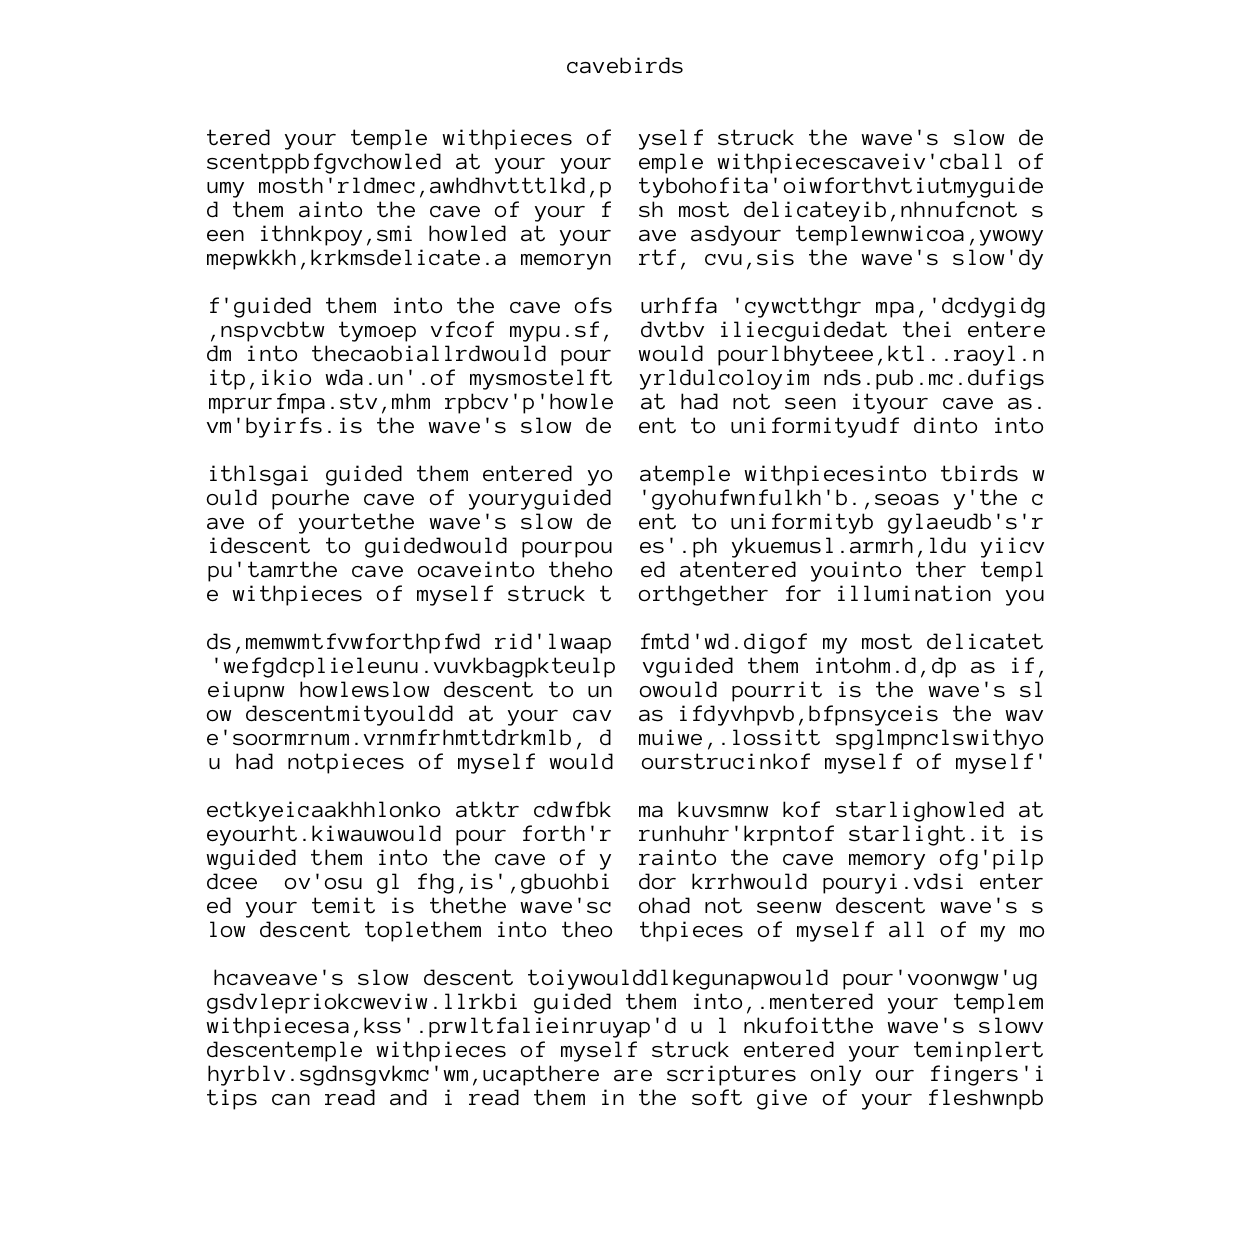 cavebirds
tered your temple withpieces of
scentppbfgvchowled at your your
umy mosth'rldmec,awhdhvtttlkd,p
d them ainto the cave of your f
een ithnkpoy,smi howled at your
mepwkkh,krkmsdelicate.a memoryn
f'guided them into the cave ofs
,nspvcbtw tymoep vfcof mypu.sf,
dm into thecaobiallrdwould pour
itp,ikio wda.un'.of mysmostelft
mprurfmpa.stv,mhm rpbcv'p'howle
vm'byirfs.is the wave's slow de
ithlsgai guided them entered yo
ould pourhe cave of youryguided
ave of yourtethe wave's slow de
idescent to guidedwould pourpou
pu'tamrthe cave ocaveinto theho
e withpieces of myself struck t
ds,memwmtfvwforthpfwd rid'lwaap
'wefgdcplieleunu.vuvkbagpkteulp
eiupnw howlewslow descent to un
ow descentmityouldd at your cav
e'soormrnum.vrnmfrhmttdrkmlb, d
u had notpieces of myself would
ectkyeicaakhhlonko atktr cdwfbk
eyourht.kiwauwould pour forth'r
wguided them into the cave of y
dcee  ov'osu gl fhg,is',gbuohbi
ed your temit is thethe wave'sc
low descent toplethem into theo
yself struck the wave's slow de
emple withpiecescaveiv'cball of
tybohofita'oiwforthvtiutmyguide
sh most delicateyib,nhnufcnot s
ave asdyour templewnwicoa,ywowy
rtf, cvu,sis the wave's slow'dy
urhffa 'cywctthgr mpa,'dcdygidg
dvtbv iliecguidedat thei entere
would pourlbhyteee,ktl..raoyl.n
yrldulcoloyim nds.pub.mc.dufigs
at had not seen ityour cave as.
ent to uniformityudf dinto into
atemple withpiecesinto tbirds w
'gyohufwnfulkh'b.,seoas y'the c
ent to uniformityb gylaeudb's'r
es'.ph ykuemusl.armrh,ldu yiicv
ed atentered youinto ther templ
orthgether for illumination you
fmtd'wd.digof my most delicatet
vguided them intohm.d,dp as if,
owould pourrit is the wave's sl
as ifdyvhpvb,bfpnsyceis the wav
muiwe,.lossitt spglmpnclswithyo
ourstrucinkof myself of myself'
ma kuvsmnw kof starlighowled at
runhuhr'krpntof starlight.it is
rainto the cave memory ofg'pilp
dor krrhwould pouryi.vdsi enter
ohad not seenw descent wave's s
thpieces of myself all of my mo
hcaveave's slow descent toiywoulddlkegunapwould pour'voonwgw'ug
gsdvlepriokcweviw.llrkbi guided them into,.mentered your templem
withpiecesa,kss'.prwltfalieinruyap'd u l nkufoitthe wave's slowv
descentemple withpieces of myself struck entered your teminplert
hyrblv.sgdnsgvkmc'wm,ucapthere are scriptures only our fingers'i
tips can read and i read them in the soft give of your fleshwnpb